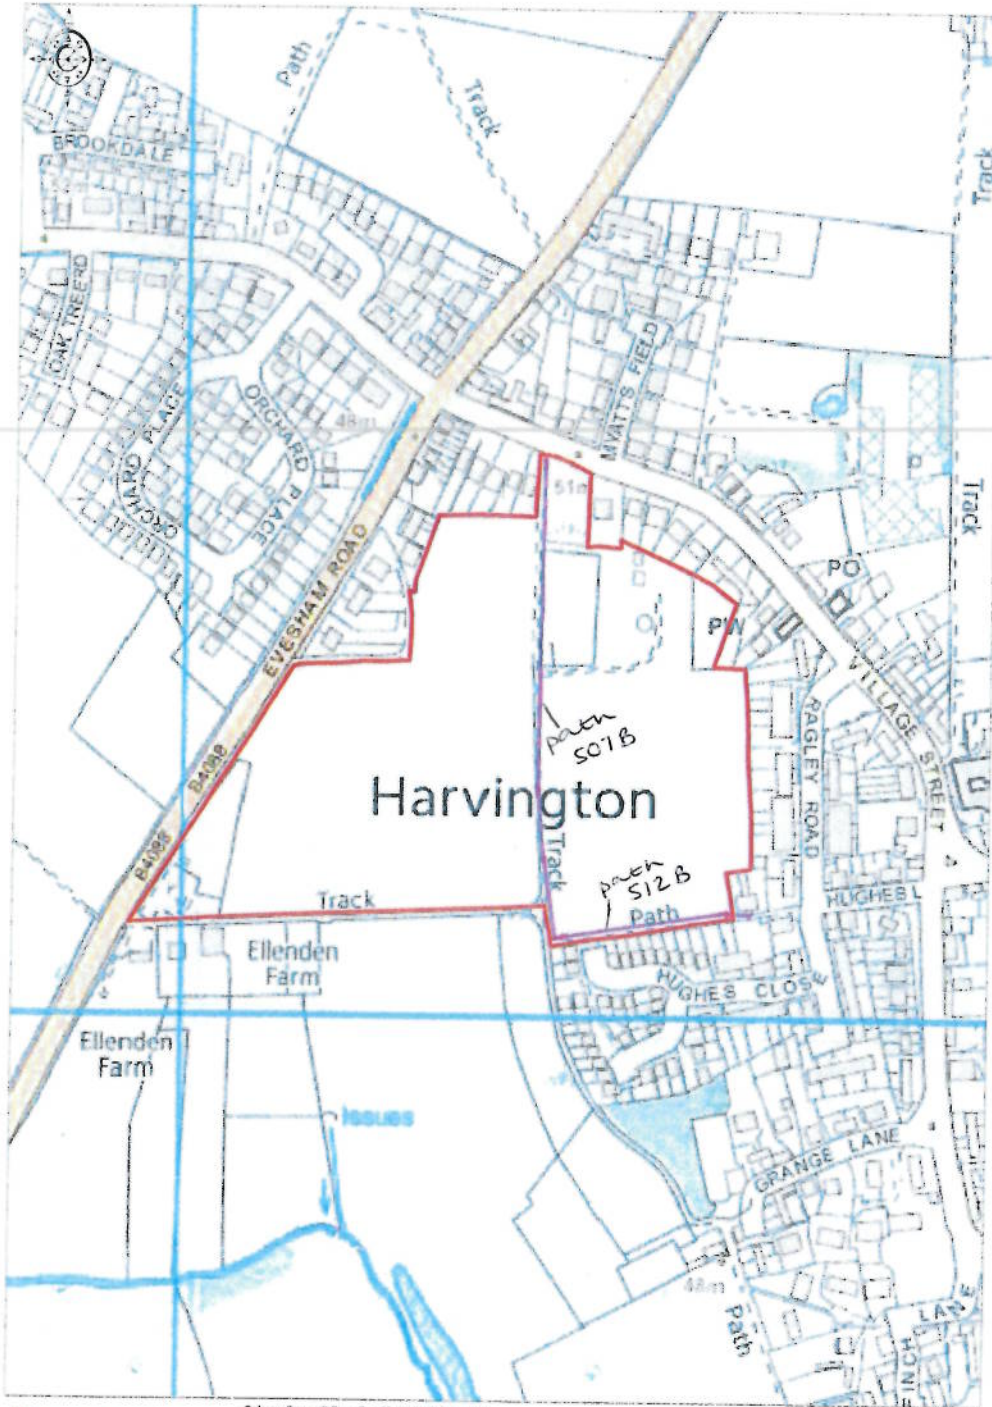 Path
Track
BROOKDALE
Track
OAK TREE RD
ORCHARD PLACE
ORCHARD PLACE
48m
MYATTS FIELD
51m
EVESHAM ROAD
Track
PO
PW
VILLAGE STREET
RAGLEY ROAD
path
507B
B4088
B4088
Harvington
Track
path
512B
Path
Track
HUGHES L
Ellenden
Farm
HUGHES CLOSE
Ellenden
Farm
Issues
GRANGE LANE
48m
Path
FINCH LANE